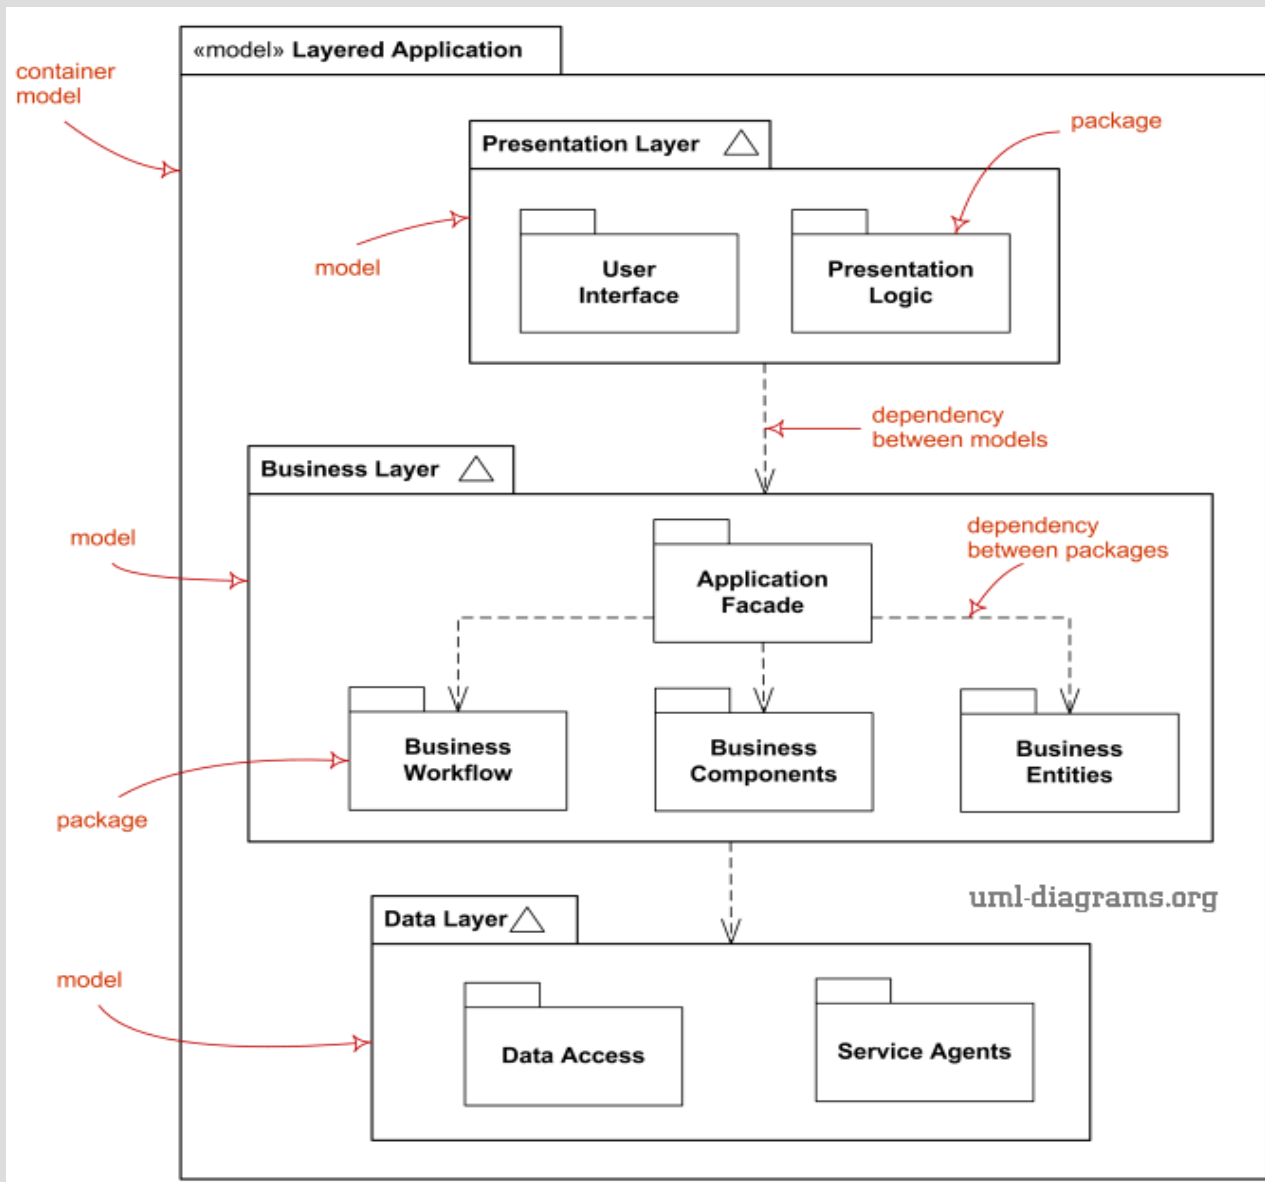 «model» Layered Application
container
model
package
Presentation Layer
model
User
Interface
Presentation
Logic
dependency
between models
Business Layer
model
dependency
between packages
Application
Facade
Business
Workflow
Business
Components
Business
Entities
package
uml-diagrams.org
Data Layer
model
Data Access
Service Agents